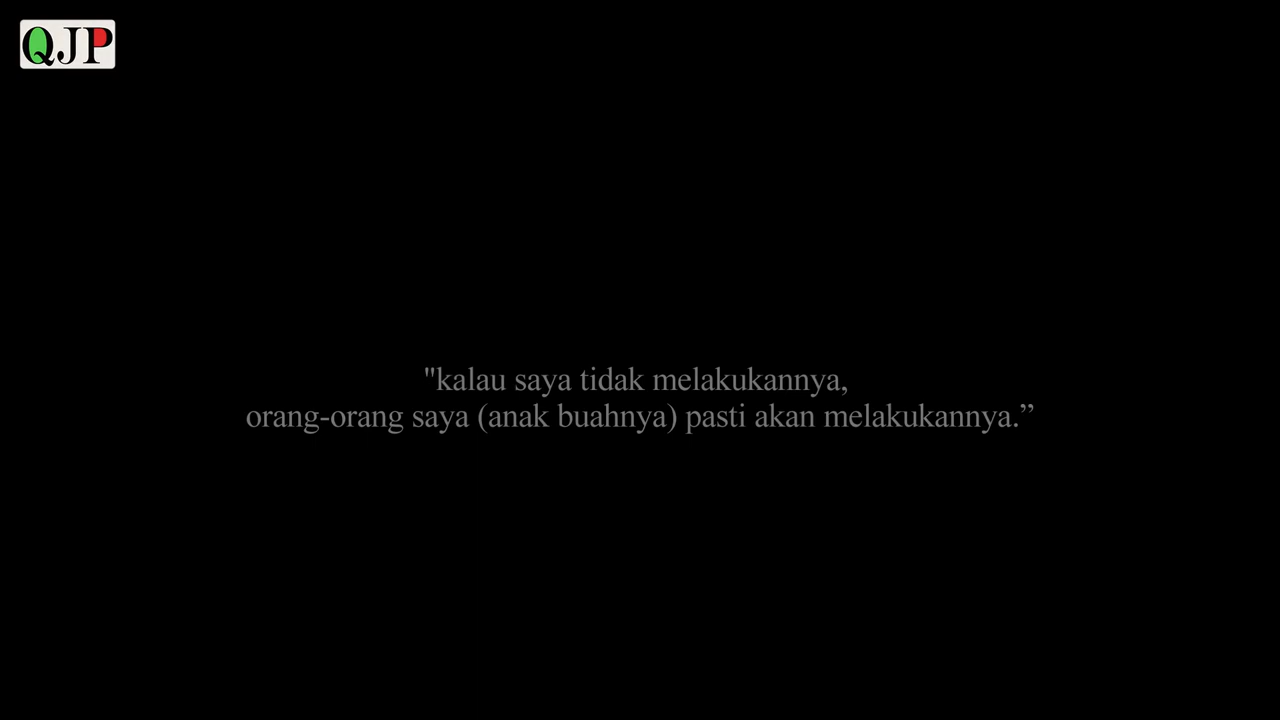 QJP
"kalau saya tidak melakukannya,
orang-orang saya (anak buahnya) pasti akan melakukannya.”